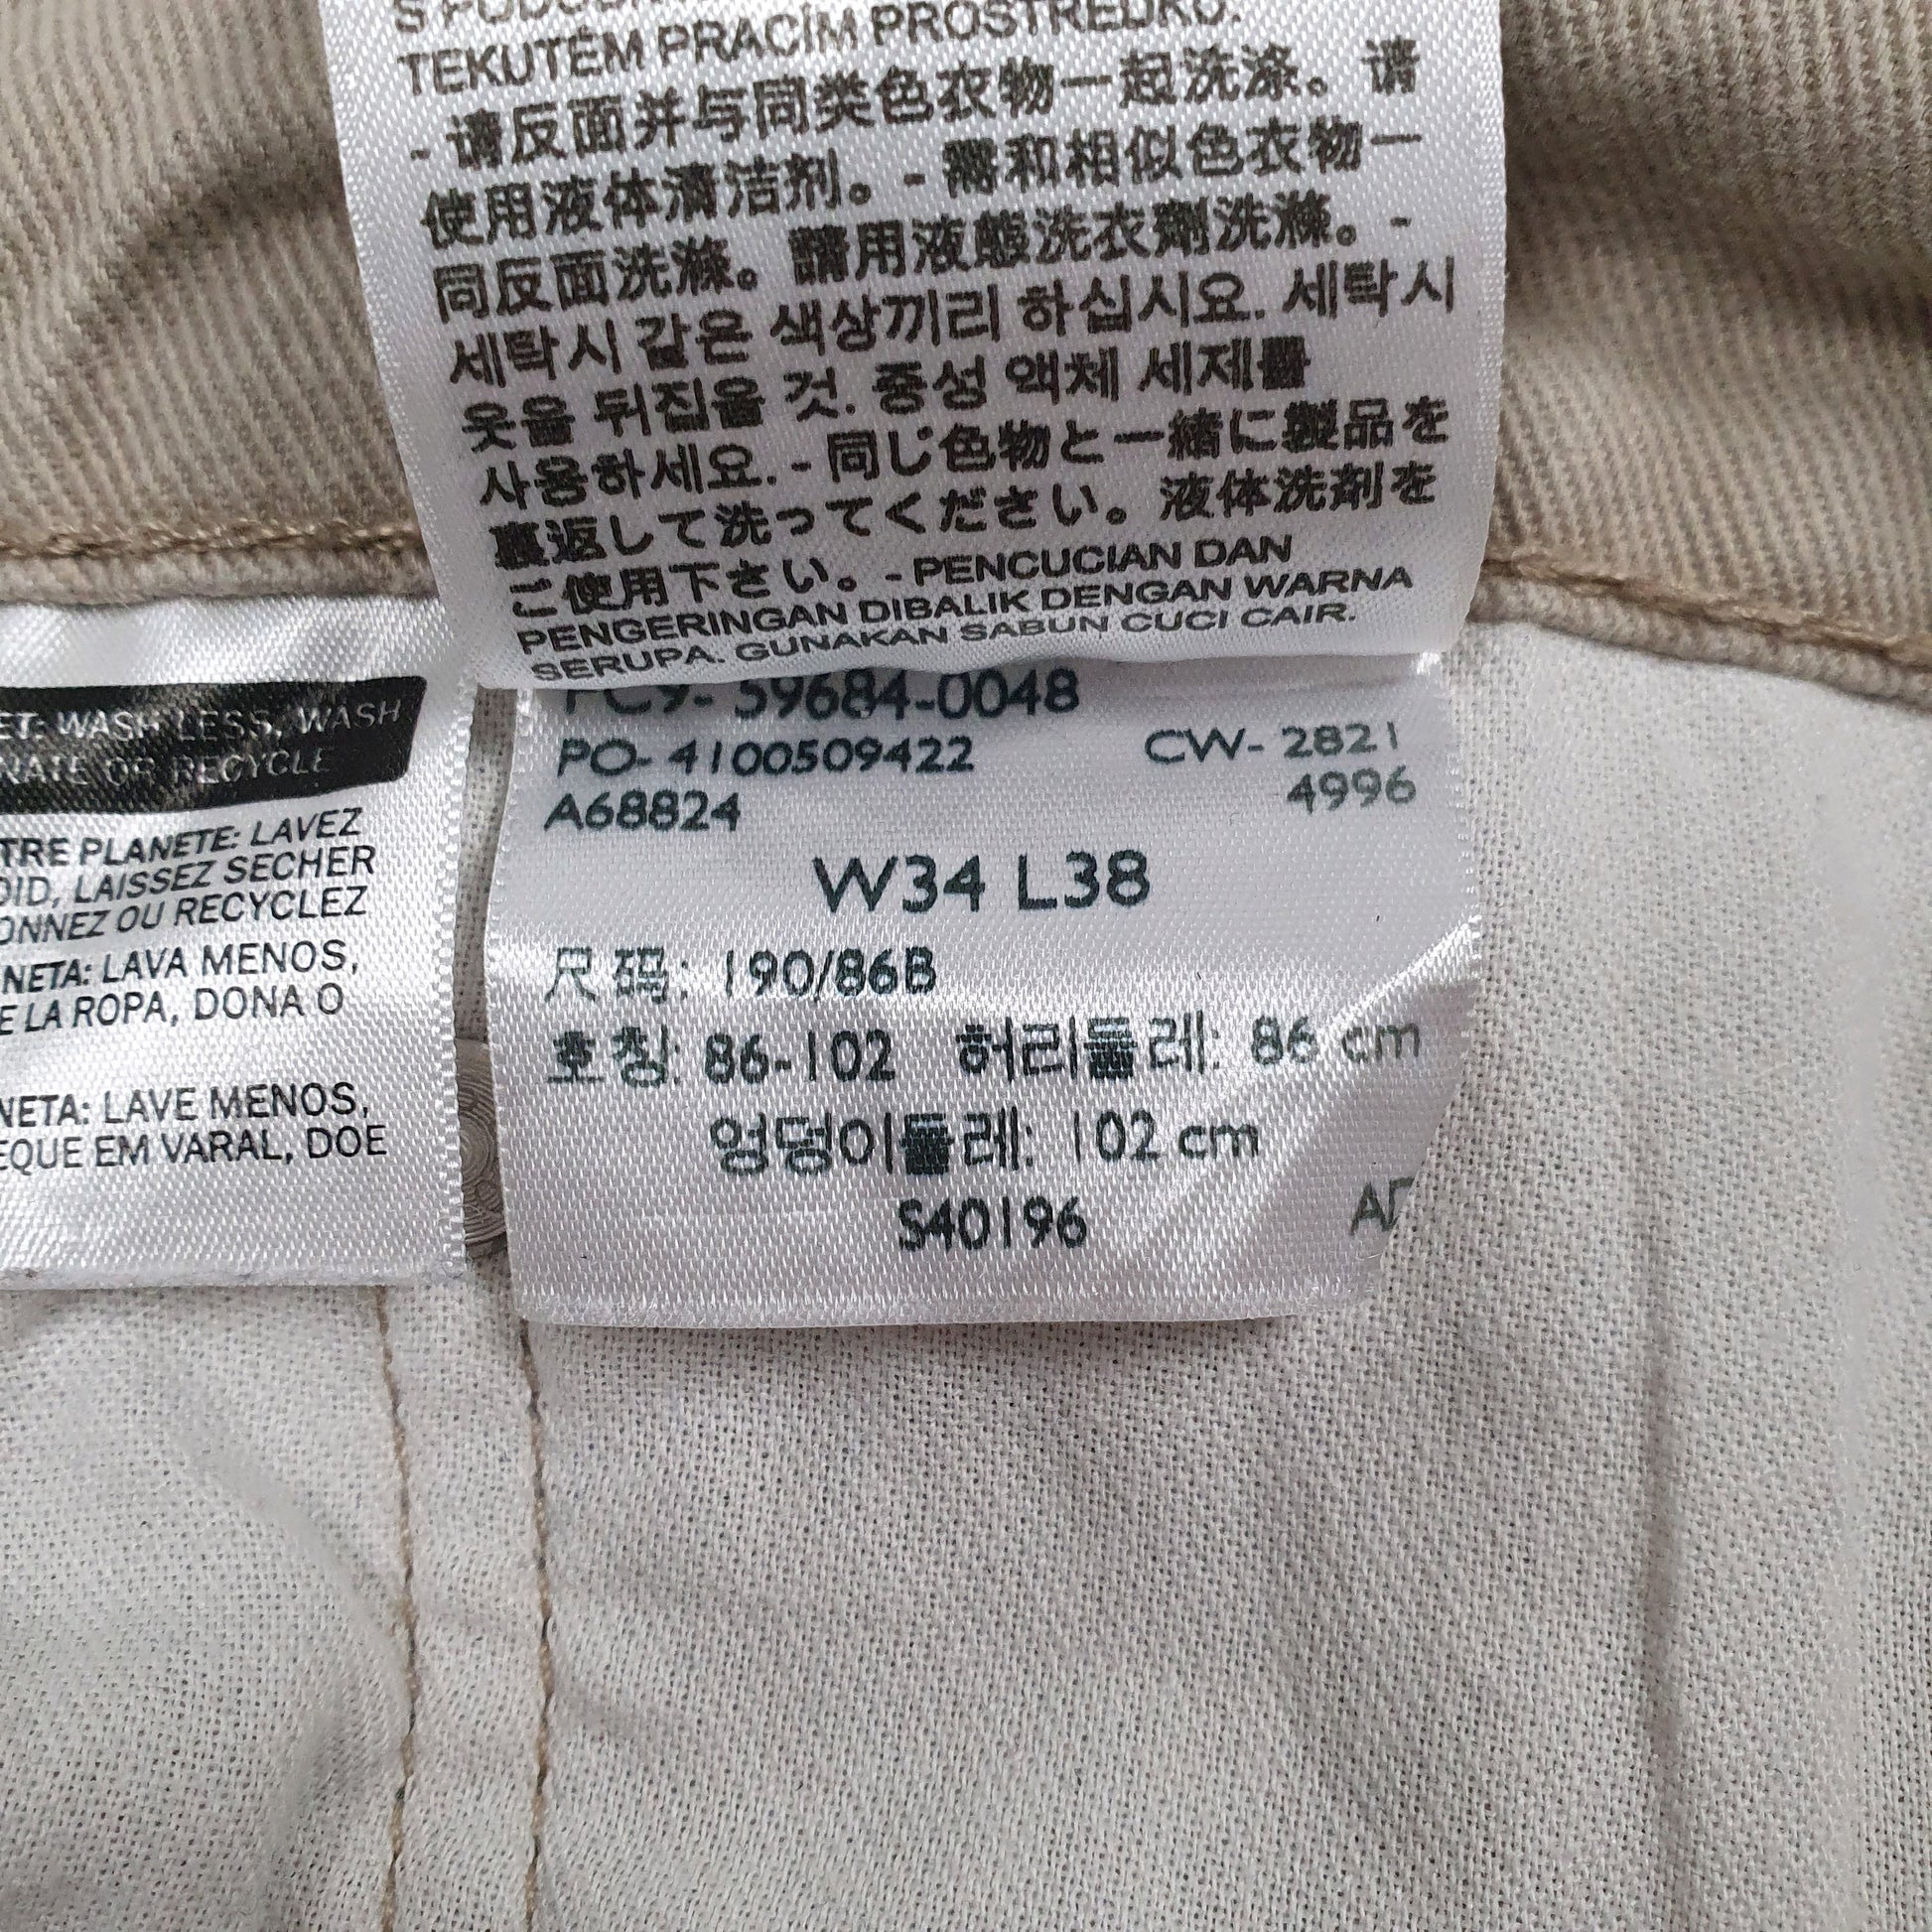 TEKUTÉM PRACÍM PROSTŘEDKU.
- 请反面并与同类色衣物一起洗涤。请
使用液体清洁剂。- 需和相似色衣物一
同反面洗滌。請用液態洗衣劑洗滌。-
세탁시 같은 색상끼리 하십시요. 세탁시
옷을 뒤집을 것. 중성 액체 세제를
사용하세요. - 同じ色物と一緒に製品を
裏返して洗ってください。液体洗剤を
ご使用下さい。- PENCUCIAN DAN
PENGERINGAN DIBALIK DENGAN WARNA
SERUPA. GUNAKAN SABUN CUCI CAIR.
WASH LESS, WASH
OR RECYCLE
PLANETE: LAVEZ
LAISSEZ SECHER
OU RECYCLEZ
LAVA MENOS,
LA ROPA, DONA O
LAVE MENOS,
EM VARAL, DOE
59684-0048
PO- 4100509422 CW- 2821
A68824 4996
W34 L38
尺码: 190/86B
호칭: 86-102 허리둘레: 86 cm
엉덩이둘레: 102 cm
S40196